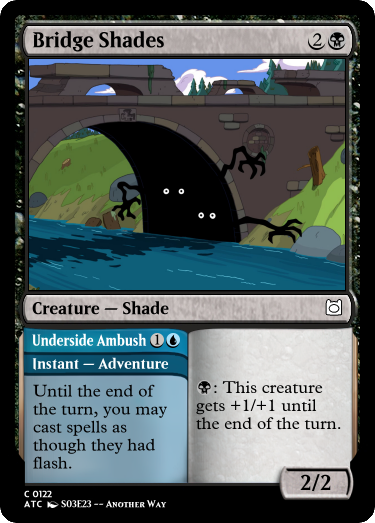 Bridge Shades 2
Creature — Shade
Underside Ambush 1
Instant — Adventure
Until the end of
the turn, you may
cast spells as
though they had
flash.
: This creature
gets +1/+1 until
the end of the turn.
2/2
C 0122
ATC S03E23 -- Another Way